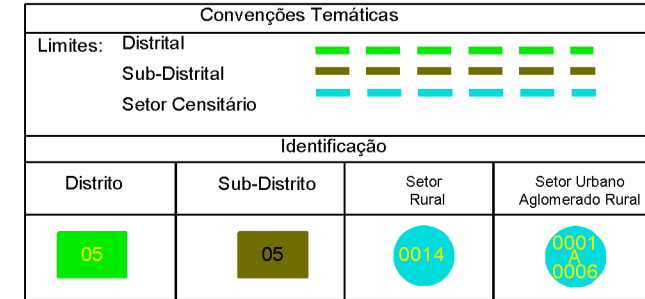 Convenções Temáticas
Limites: Distrital
Sub-Distrital
Setor Censitário
Identificação
Distrito Sub-Distrito Setor Rural Setor Urbano Aglomerado Rural
05 05 0014 0001 A 0006